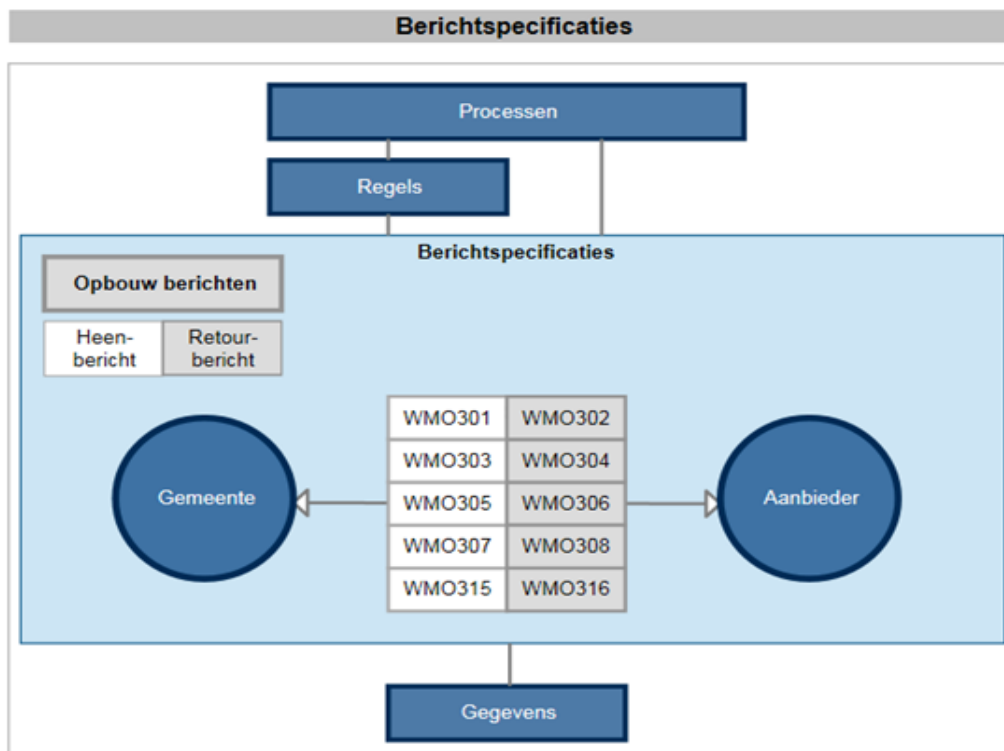 Berichtspecificaties
Processen
Regels
Berichtspecificaties
Opbouw berichten
Heen-
bericht
Retour-
bericht
WMO301 WMO302
WMO303 WMO304
Gemeente
WMO305 WMO306
Aanbieder
WMO307 WMO308
WMO315 WMO316
Gegevens